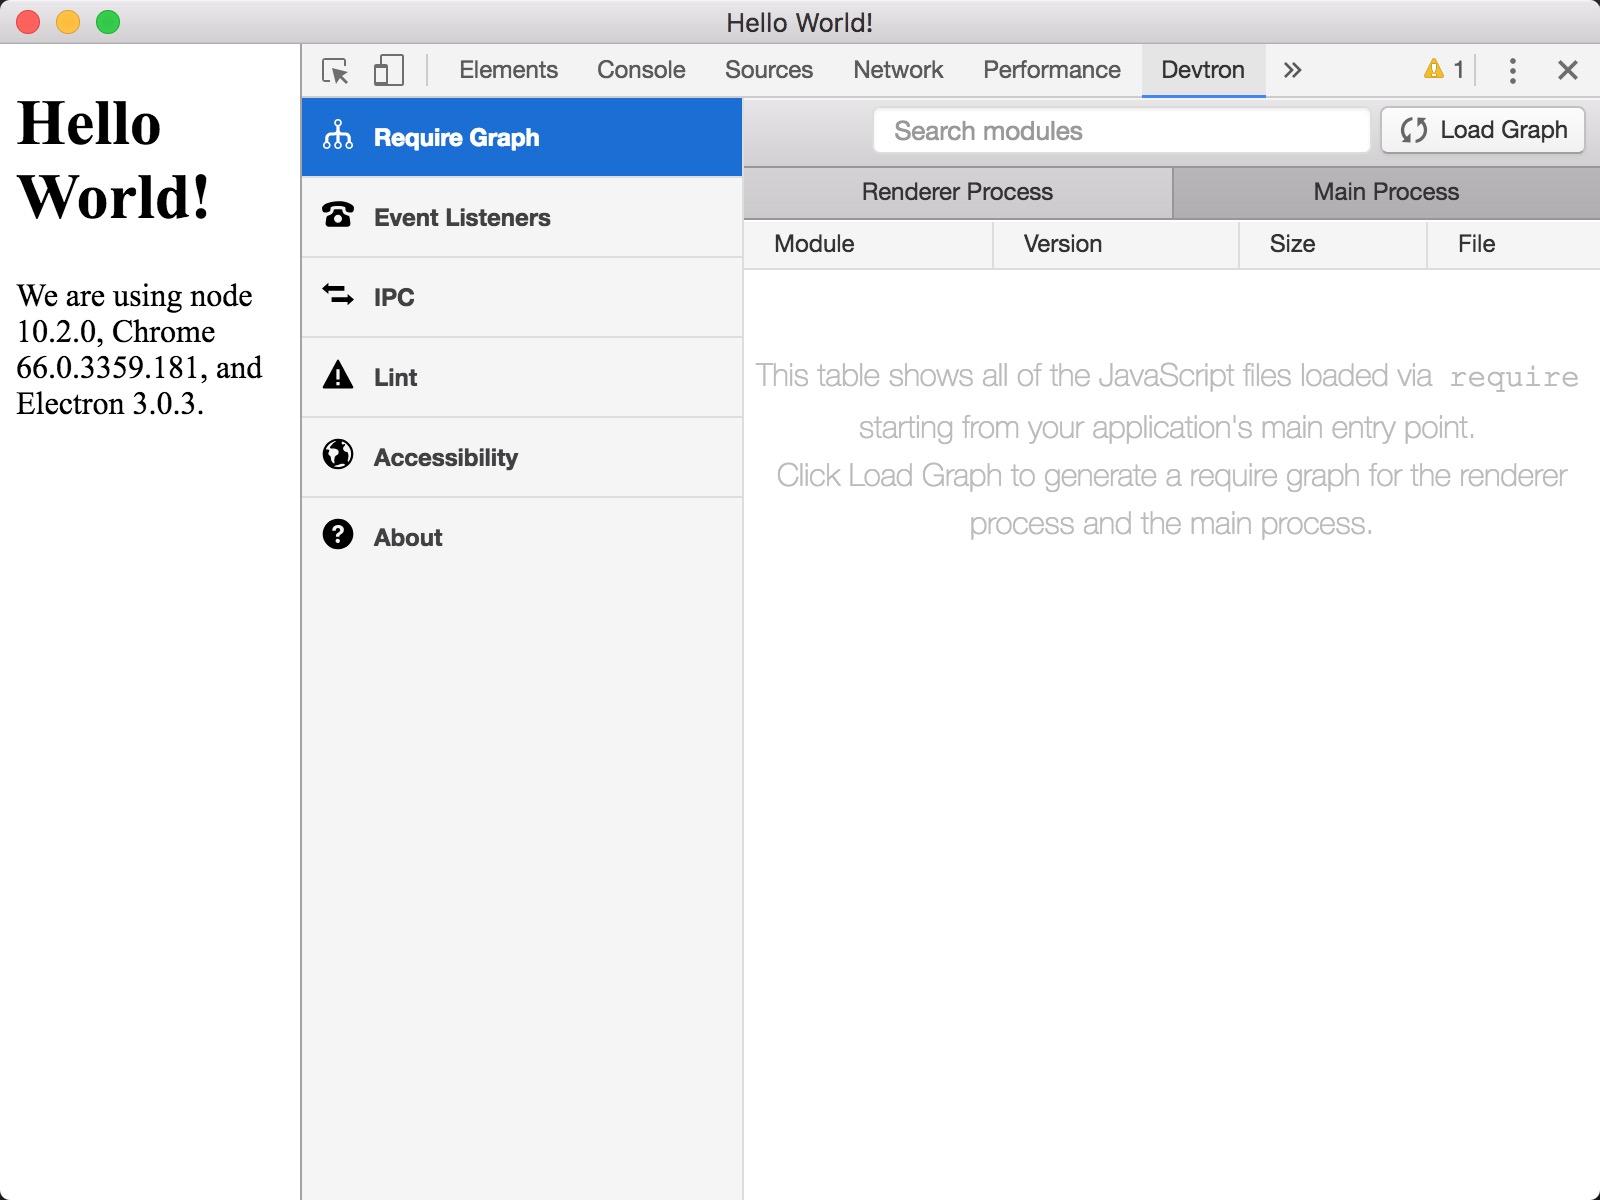 Hello World!
Hello
World!
We are using node
10.2.0, Chrome
66.0.3359.181, and
Electron 3.0.3.
Elements Console Sources Network Performance Devtron » 1
Require Graph
Event Listeners
IPC
Lint
Accessibility
About
Search modules Load Graph
Renderer Process Main Process
Module Version Size File
This table shows all of the JavaScript files loaded via require
starting from your application's main entry point.
Click Load Graph to generate a require graph for the renderer
process and the main process.